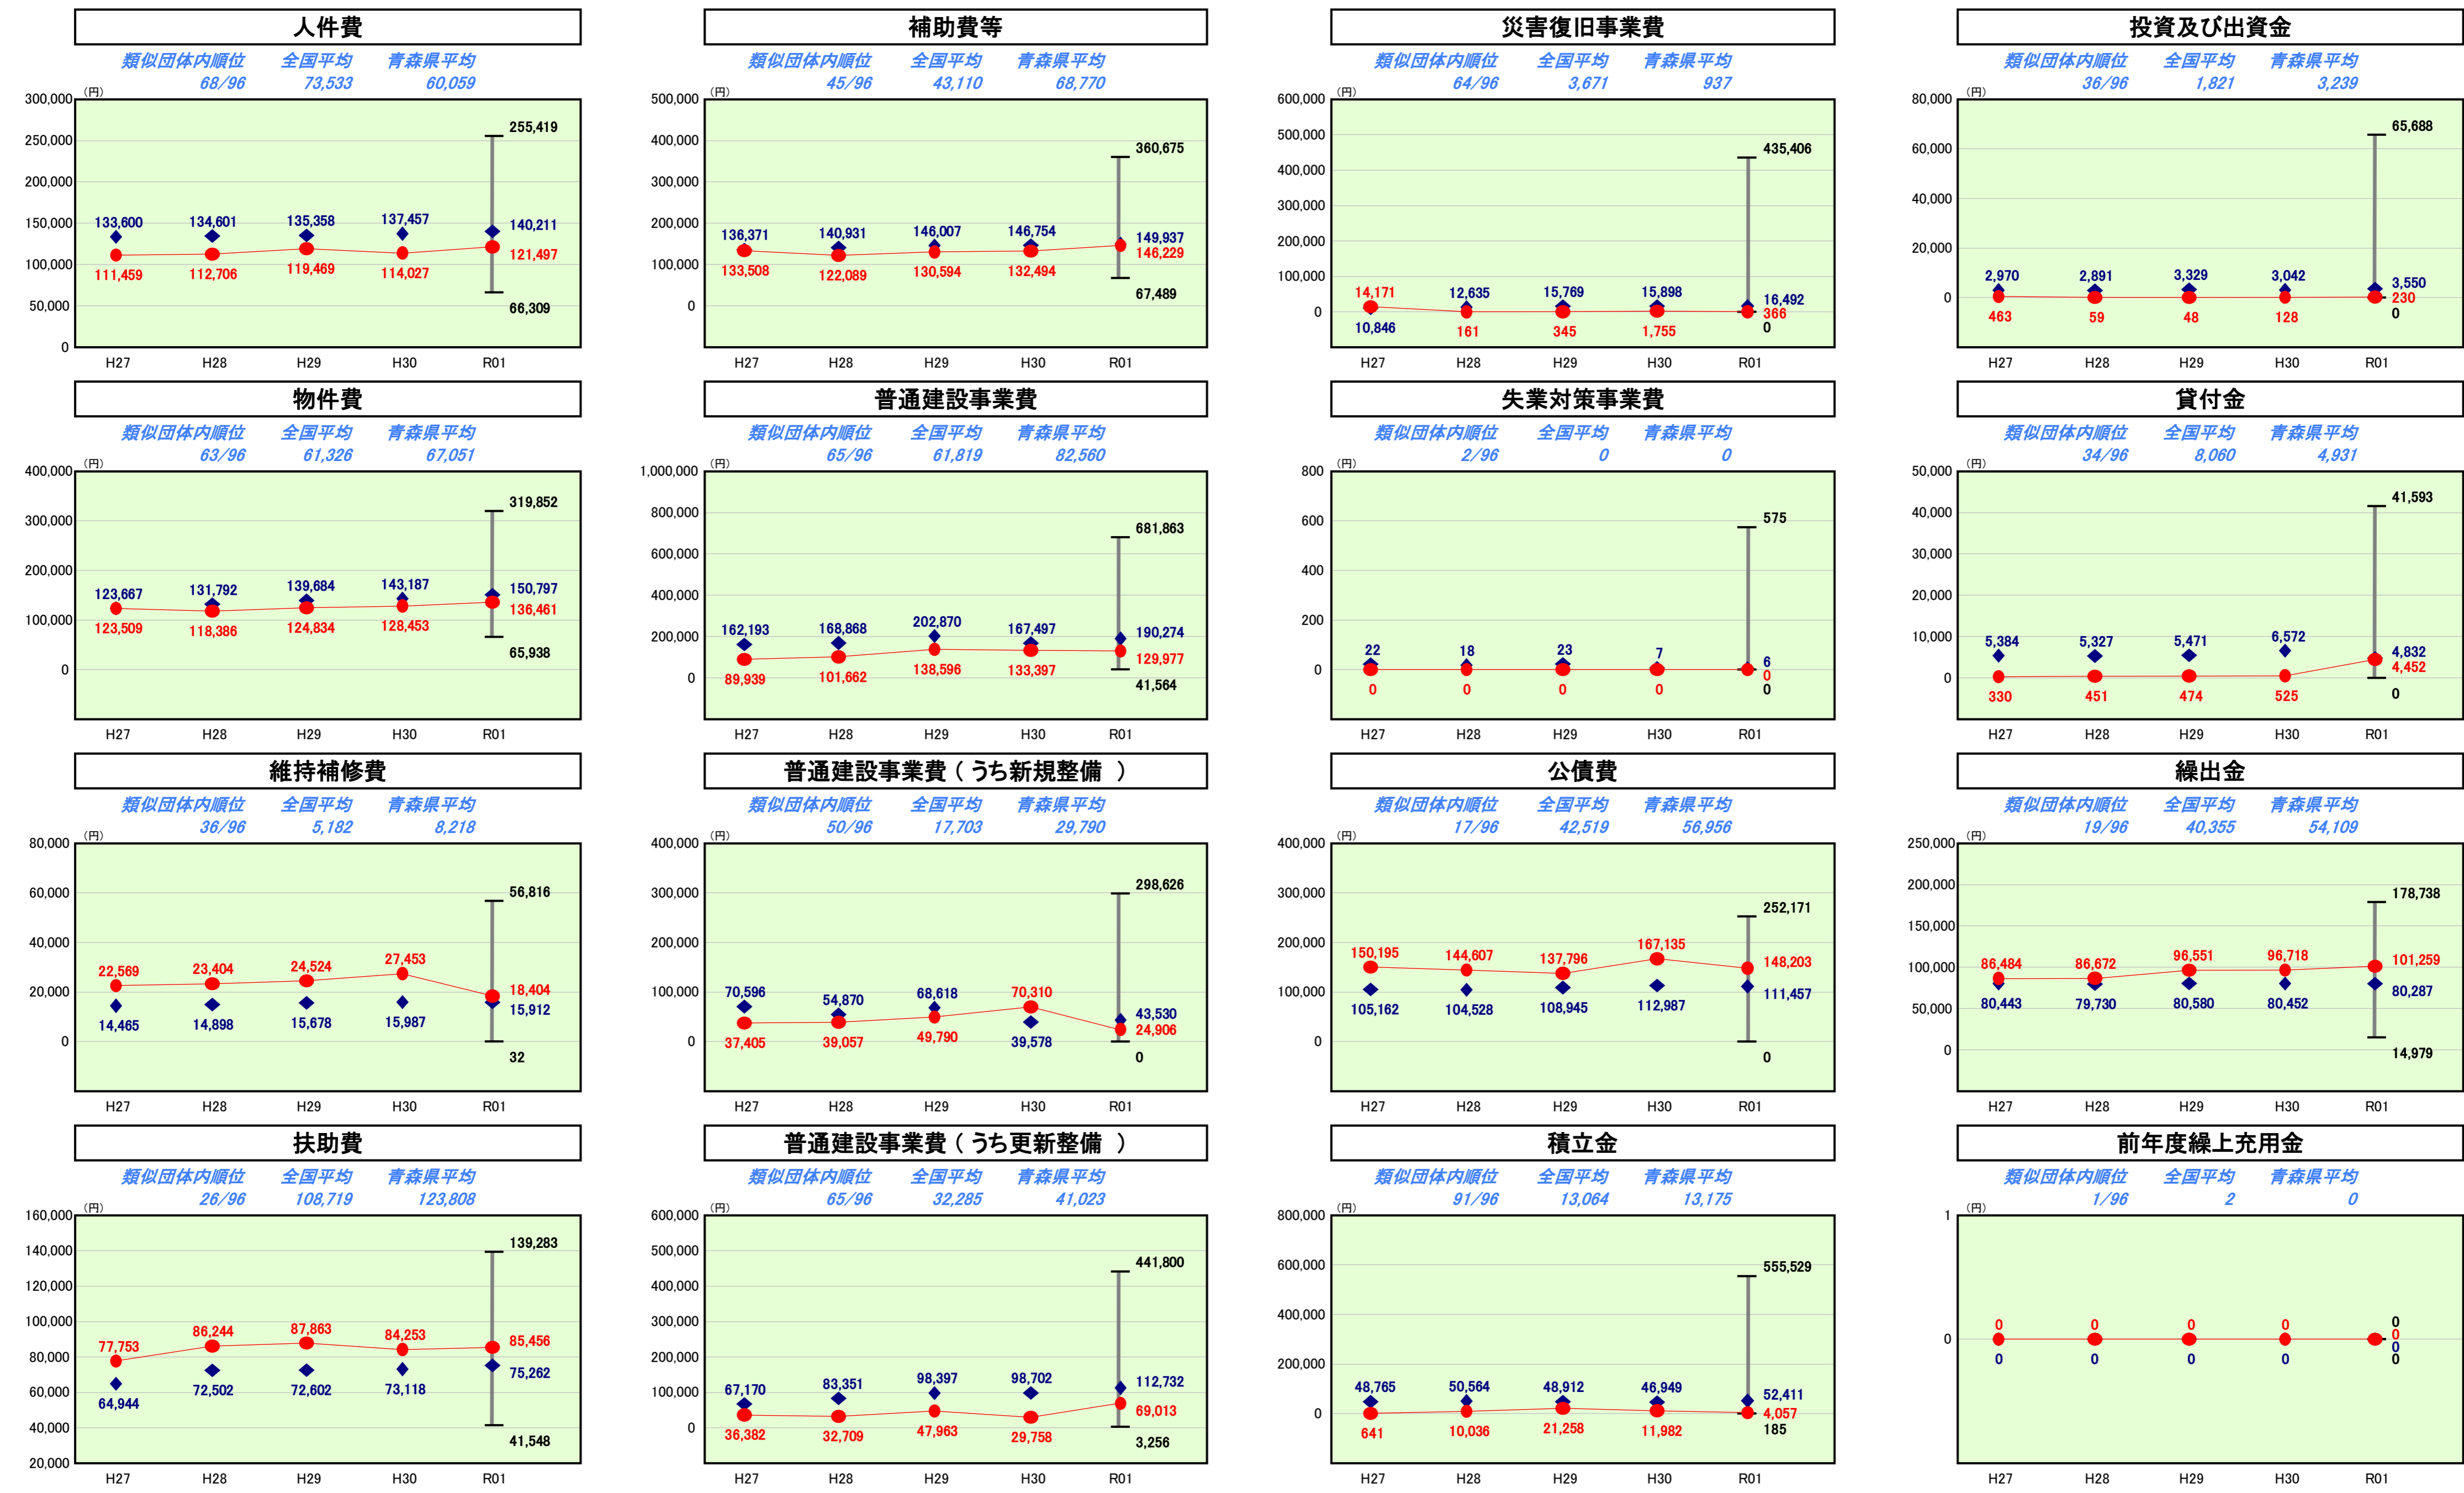 人件費
類似団体内順位 全国平均 青森県平均
68/96 73,533 60,059
(円)
300,000
250,000
200,000
150,000
100,000
50,000
0
255,419
133,600 134,601 135,358 137,457 140,211
111,459 112,706 119,469 114,027 121,497
66,309
H27 H28 H29 H30 R01
補助費等
類似団体内順位 全国平均 青森県平均
45/96 43,110 68,770
(円)
500,000
400,000
300,000
200,000
100,000
0
360,675
136,371 140,931 146,007 146,754 149,937
133,508 122,089 130,594 132,494 146,229
67,489
H27 H28 H29 H30 R01
災害復旧事業費
類似団体内順位 全国平均 青森県平均
64/96 3,671 937
(円)
600,000
500,000
400,000
300,000
200,000
100,000
0
435,406
14,171 12,635 15,769 15,898 16,492
10,846 161 345 1,755 366
0
H27 H28 H29 H30 R01
投資及び出資金
類似団体内順位 全国平均 青森県平均
36/96 1,821 3,239
(円)
80,000
60,000
40,000
20,000
0
65,688
2,970 2,891 3,329 3,042 3,550
463 59 48 128 230
0
H27 H28 H29 H30 R01
物件費
類似団体内順位 全国平均 青森県平均
63/96 61,326 67,051
(円)
400,000
300,000
200,000
100,000
0
319,852
123,667 131,792 139,684 143,187 150,797
123,509 118,386 124,834 128,453 136,461
65,938
H27 H28 H29 H30 R01
普通建設事業費
類似団体内順位 全国平均 青森県平均
65/96 61,819 82,560
(円)
1,000,000
800,000
600,000
400,000
200,000
0
681,863
162,193 168,868 202,870 167,497 190,274
89,939 101,662 138,596 133,397 129,977
41,564
H27 H28 H29 H30 R01
失業対策事業費
類似団体内順位 全国平均 青森県平均
2/96 0 0
(円)
800
600
400
200
0
575
22 18 23 7 6
0 0 0 0 0
0
H27 H28 H29 H30 R01
貸付金
類似団体内順位 全国平均 青森県平均
34/96 8,060 4,931
(円)
50,000
40,000
30,000
20,000
10,000
0
41,593
5,384 5,327 5,471 6,572 4,832
330 451 474 525 4,452
0
H27 H28 H29 H30 R01
維持補修費
類似団体内順位 全国平均 青森県平均
36/96 5,182 8,218
(円)
80,000
60,000
40,000
20,000
0
56,816
22,569 23,404 24,524 27,453 18,404
14,465 14,898 15,678 15,987 15,912
32
H27 H28 H29 H30 R01
普通建設事業費（うち新規整備 ）
類似団体内順位 全国平均 青森県平均
50/96 17,703 29,790
(円)
400,000
300,000
200,000
100,000
0
298,626
70,596 54,870 68,618 70,310 43,530
37,405 39,057 49,790 39,578 24,906
0
H27 H28 H29 H30 R01
公債費
類似団体内順位 全国平均 青森県平均
17/96 42,519 56,956
(円)
400,000
300,000
200,000
100,000
0
252,171
150,195 144,607 137,796 167,135 148,203
105,162 104,528 108,945 112,987 111,457
0
H27 H28 H29 H30 R01
繰出金
類似団体内順位 全国平均 青森県平均
19/96 40,355 54,109
(円)
250,000
200,000
150,000
100,000
50,000
0
178,738
86,484 86,672 96,551 96,718 101,259
80,443 79,730 80,580 80,452 80,287
14,979
H27 H28 H29 H30 R01
扶助費
類似団体内順位 全国平均 青森県平均
26/96 108,719 123,808
(円)
160,000
140,000
120,000
100,000
80,000
60,000
40,000
20,000
139,283
77,753 86,244 87,863 84,253 85,456
64,944 72,502 72,602 73,118 75,262
41,548
H27 H28 H29 H30 R01
普通建設事業費（うち更新整備 ）
類似団体内順位 全国平均 青森県平均
65/96 32,285 41,023
(円)
600,000
500,000
400,000
300,000
200,000
100,000
0
441,800
67,170 83,351 98,397 98,702 112,732
36,382 32,709 47,963 29,758 69,013
3,256
H27 H28 H29 H30 R01
積立金
類似団体内順位 全国平均 青森県平均
91/96 13,064 13,175
(円)
800,000
600,000
400,000
200,000
0
555,529
48,765 50,564 48,912 46,949 52,411
641 10,036 21,258 11,982 4,057
185
H27 H28 H29 H30 R01
前年度繰上充用金
類似団体内順位 全国平均 青森県平均
1/96 2 0
(円)
1
0
0
0 0 0 0 0
0 0 0 0 0
0
H27 H28 H29 H30 R01